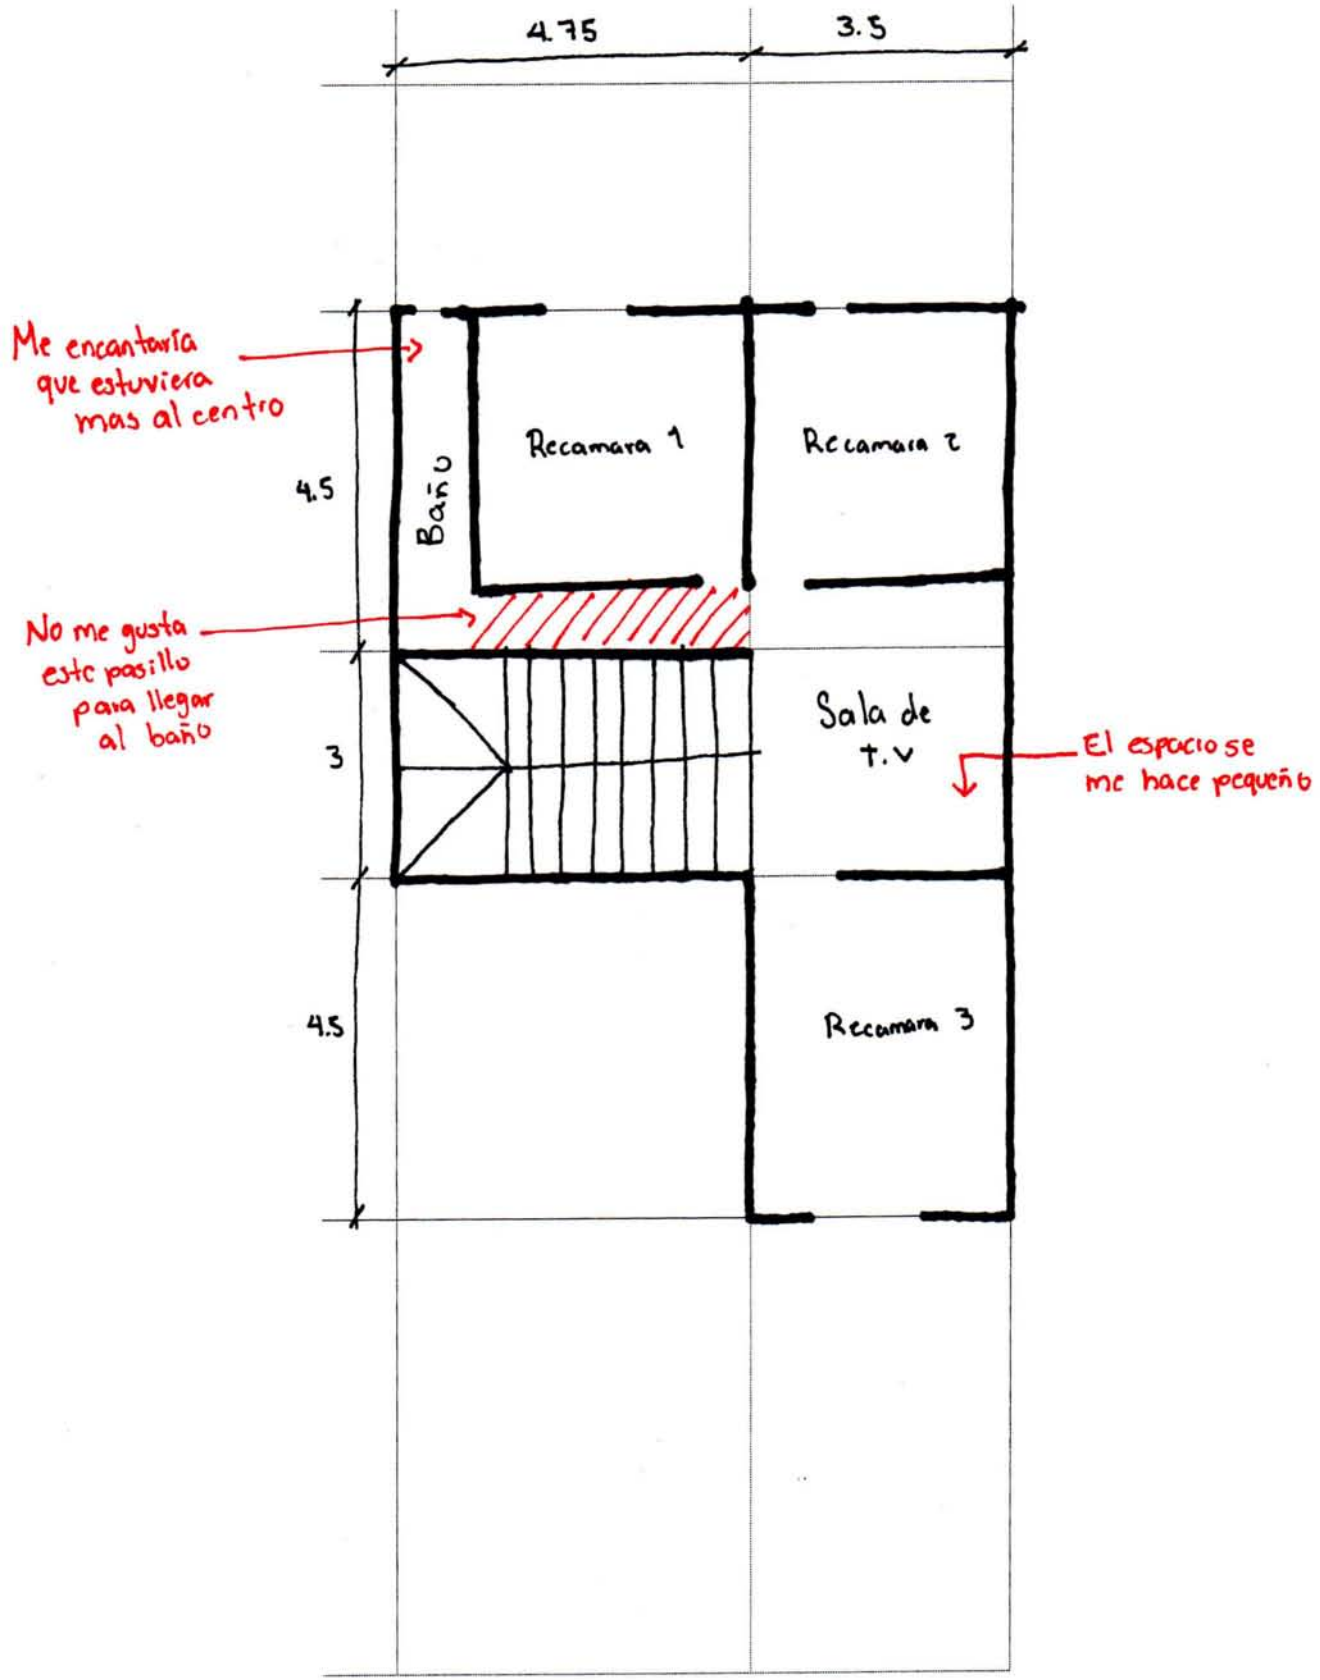 4.75
3.5
Me encantaría
que estuviera
mas al centro
4.5
Baño
Recamara 1
Recamara 2
No me gusta
este pasillo
para llegar
al baño
3
Sala de
t.v
El espacio se
me hace pequeño
4.5
Recamara 3